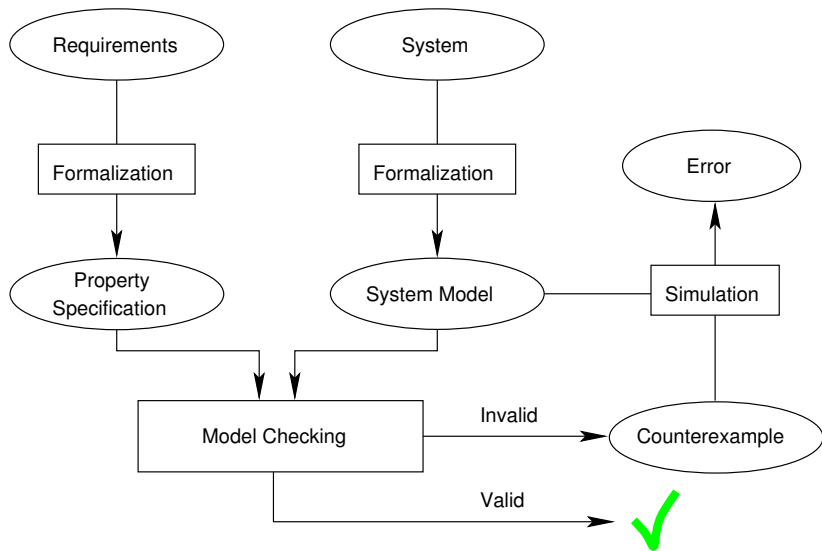 Requirements
System
Formalization
Formalization
Error
Property
Specification
System Model
Simulation
Model Checking
Invalid
Counterexample
Valid